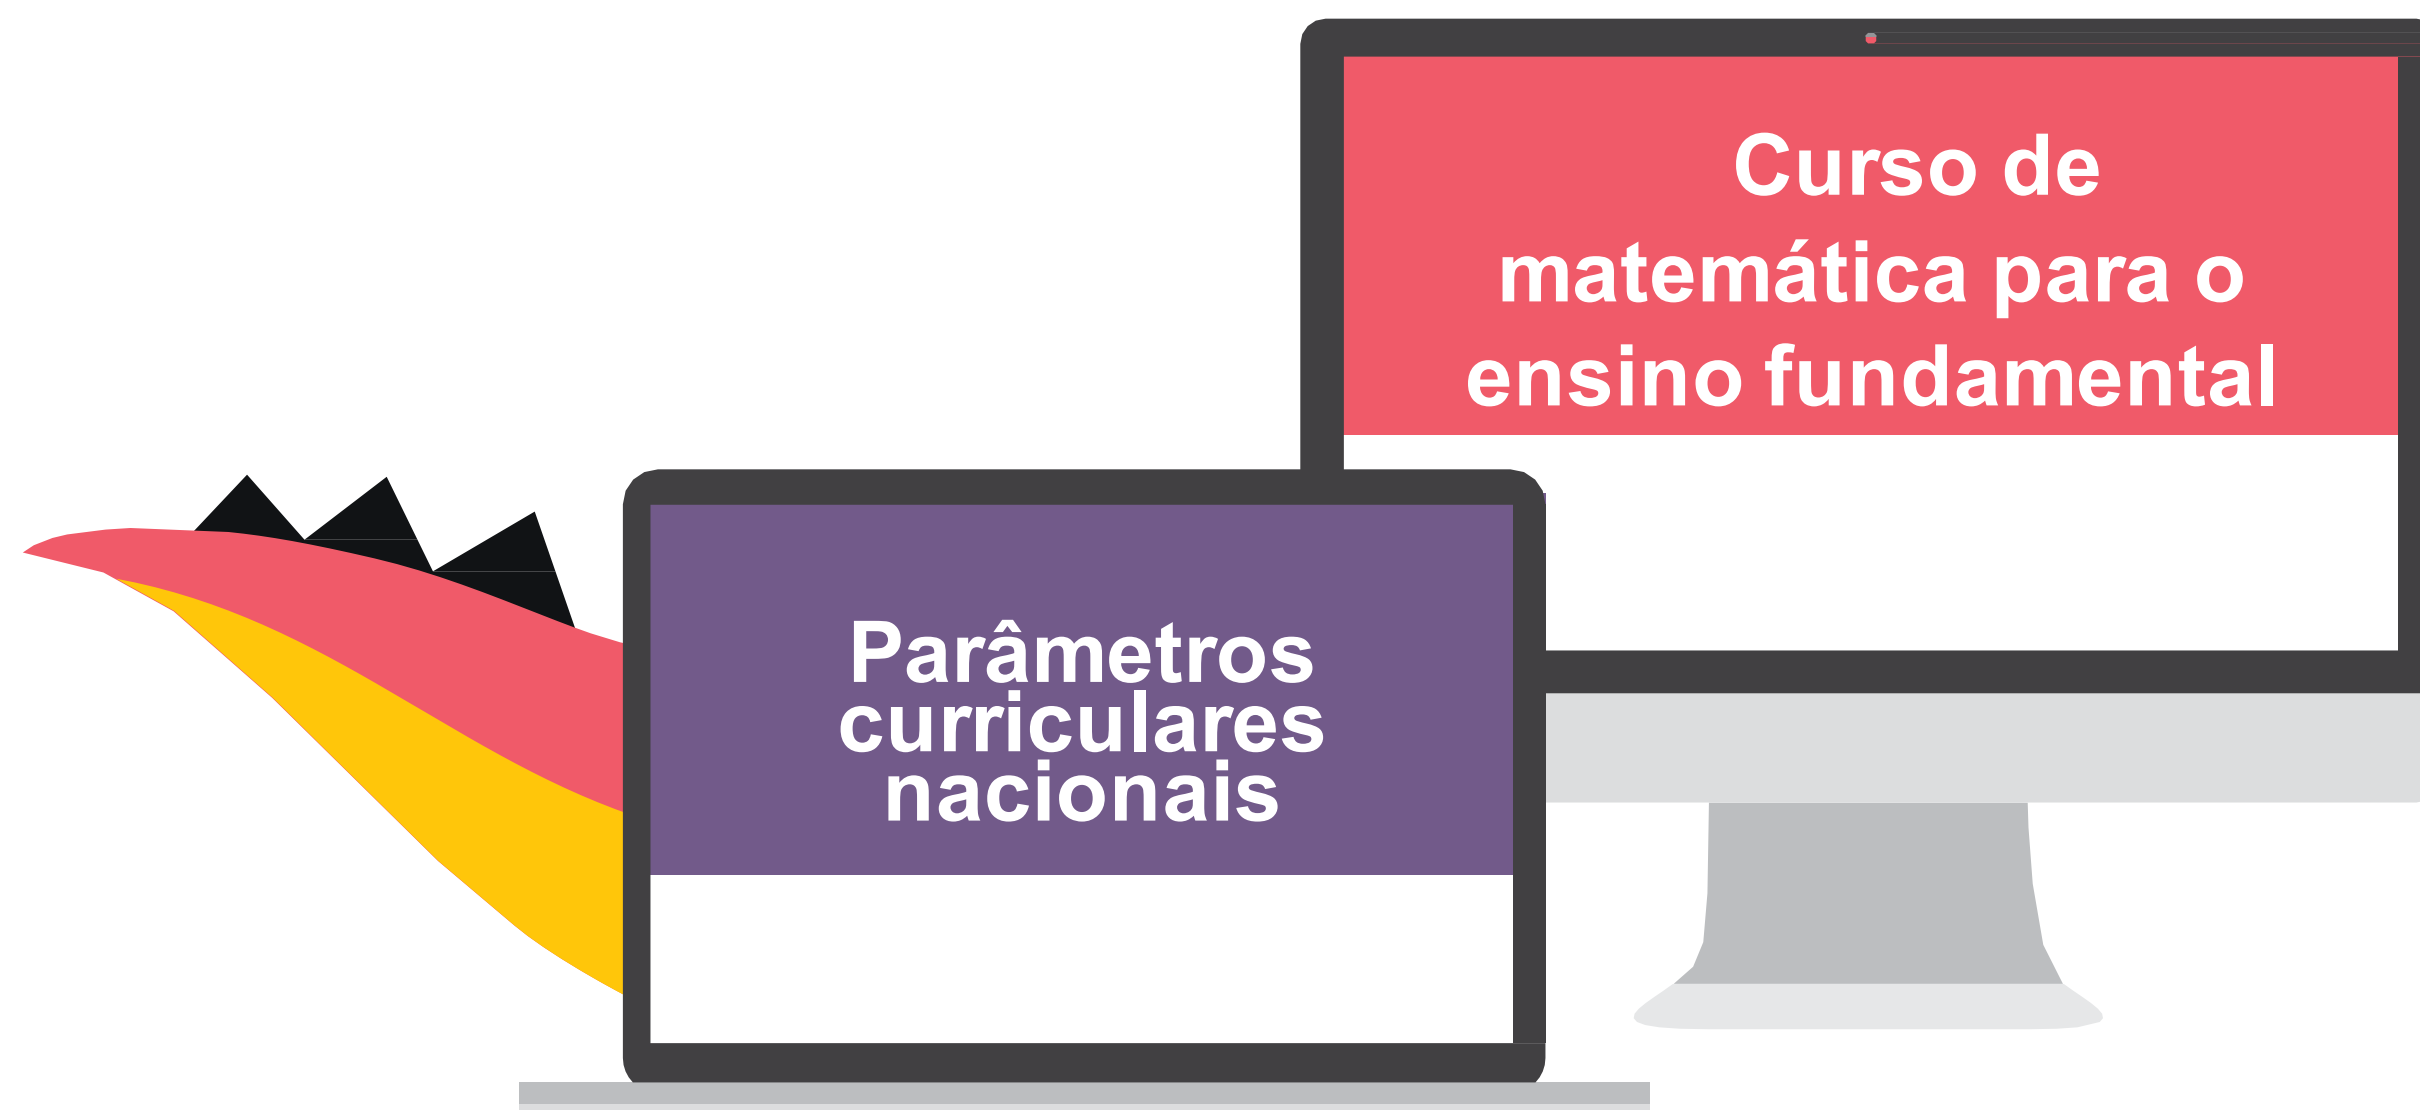 Curso de
matemática para o
ensino fundamental
Parâmetros
curriculares
nacionais